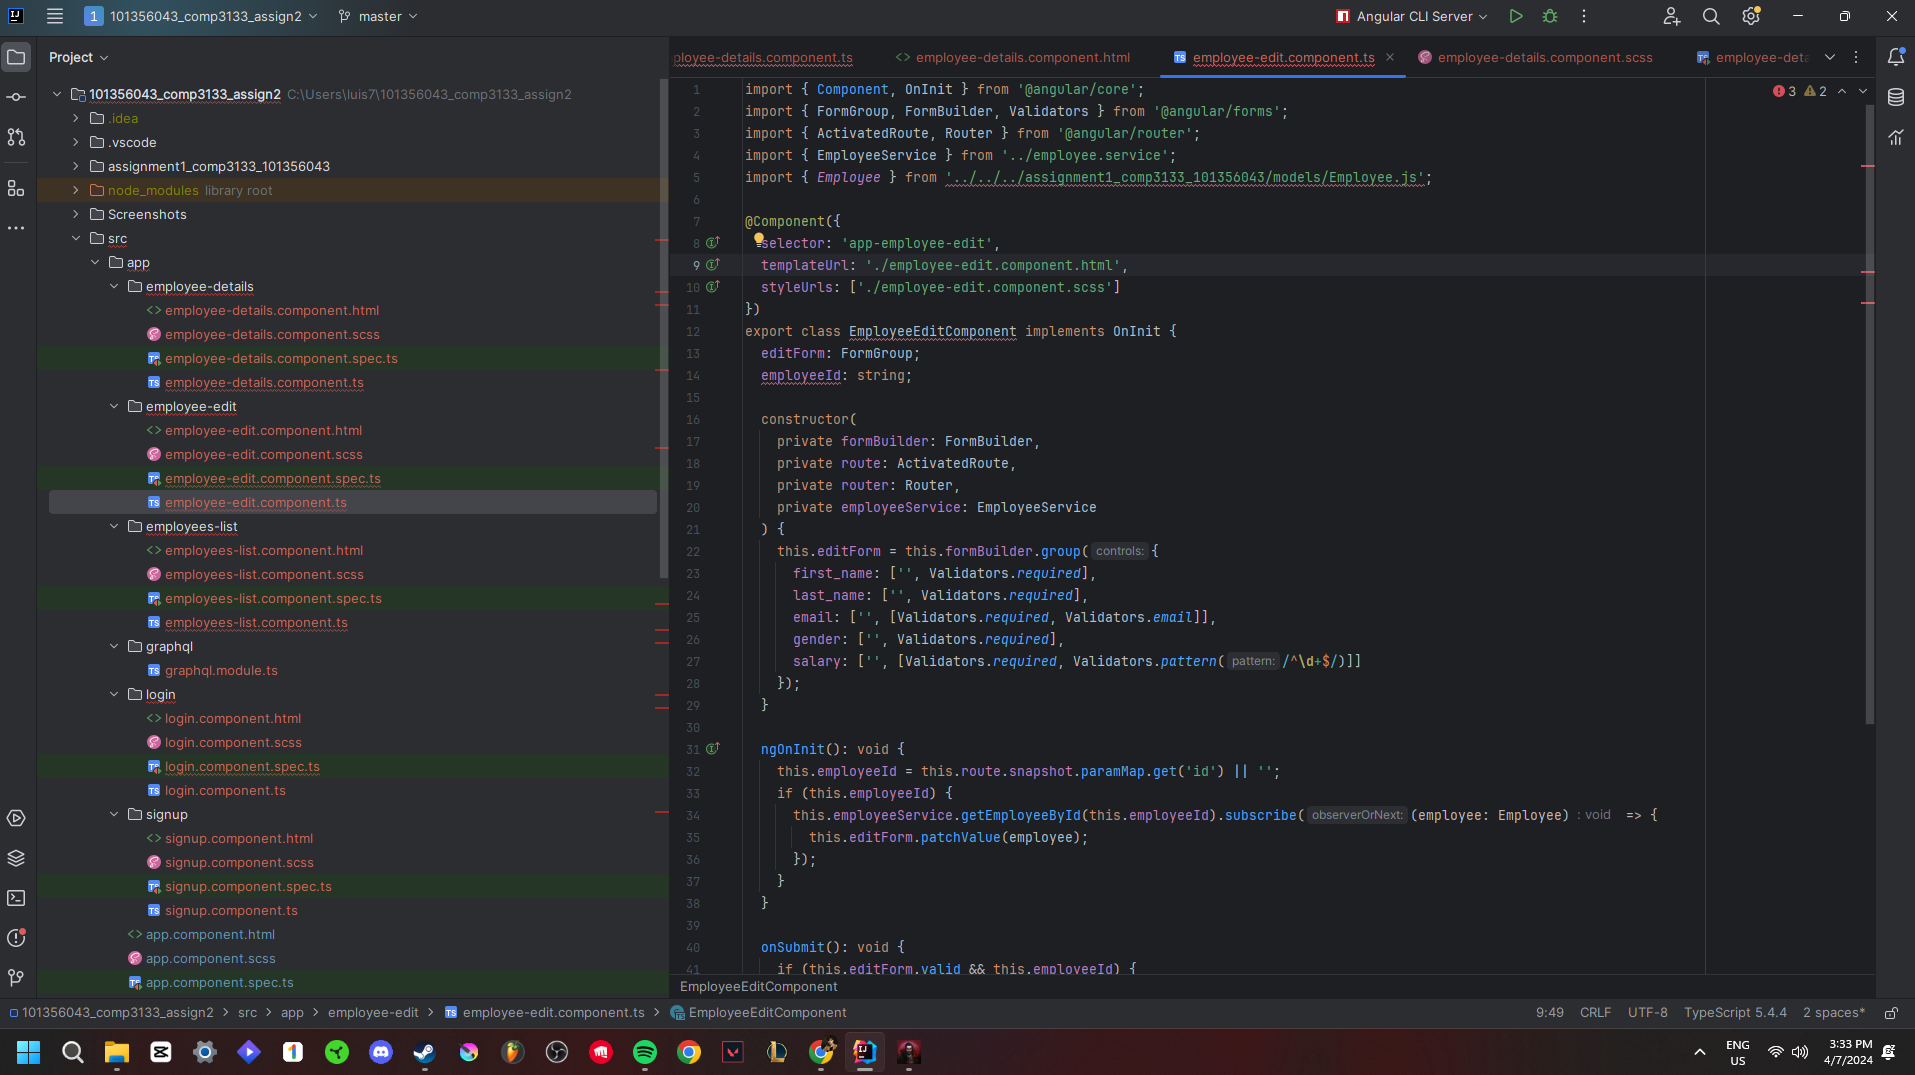 1 101356043_comp3133_assign2 master
Angular CLI Server
Project
101356043_comp3133_assign2 C:\Users\luis7\101356043_comp3133_assign2
.idea
.vscode
assignment1_comp3133_101356043
node_modules library root
Screenshots
src
app
employee-details
employee-details.component.html
employee-details.component.scss
employee-details.component.spec.ts
employee-details.component.ts
employee-edit
employee-edit.component.html
employee-edit.component.scss
employee-edit.component.spec.ts
employee-edit.component.ts
employees-list
employees-list.component.html
employees-list.component.scss
employees-list.component.spec.ts
employees-list.component.ts
graphql
graphql.module.ts
login
login.component.html
login.component.scss
login.component.spec.ts
login.component.ts
signup
signup.component.html
signup.component.scss
signup.component.spec.ts
signup.component.ts
app.component.html
app.component.scss
app.component.spec.ts
ployee-details.component.ts employee-details.component.html employee-edit.component.ts employee-details.component.scss employee-deta
3 2
1 import { Component, OnInit } from '@angular/core';
2 import { FormGroup, FormBuilder, Validators } from '@angular/forms';
3 import { ActivatedRoute, Router } from '@angular/router';
4 import { EmployeeService } from '../employee.service';
5 import { Employee } from '../../../assignment1_comp3133_101356043/models/Employee.js';
6
7 @Component({
8 selector: 'app-employee-edit',
9 templateUrl: './employee-edit.component.html',
10 styleUrls: ['./employee-edit.component.scss']
11 })
12 export class EmployeeEditComponent implements OnInit {
13 editForm: FormGroup;
14 employeeId: string;
15
16 constructor(
17 private formBuilder: FormBuilder,
18 private route: ActivatedRoute,
19 private router: Router,
20 private employeeService: EmployeeService
21 ) {
22 this.editForm = this.formBuilder.group( controls: {
23 first_name: ['', Validators.required],
24 last_name: ['', Validators.required],
25 email: ['', [Validators.required, Validators.email]],
26 gender: ['', Validators.required],
27 salary: ['', [Validators.required, Validators.pattern( pattern: /^\d+$/)]]
28 });
29 }
30
31 ngOnInit(): void {
32 this.employeeId = this.route.snapshot.paramMap.get('id') || '';
33 if (this.employeeId) {
34 this.employeeService.getEmployeeById(this.employeeId).subscribe( observerOrNext: (employee: Employee) : void => {
35 this.editForm.patchValue(employee);
36 });
37 }
38 }
39
40 onSubmit(): void {
41 if (this.editForm.valid && this.employeeId) {
EmployeeEditComponent
101356043_comp3133_assign2 > src > app > employee-edit > employee-edit.component.ts > EmployeeEditComponent
9:49 CRLF UTF-8 TypeScript 5.4.4 2 spaces*
ENG
US
3:33 PM
4/7/2024